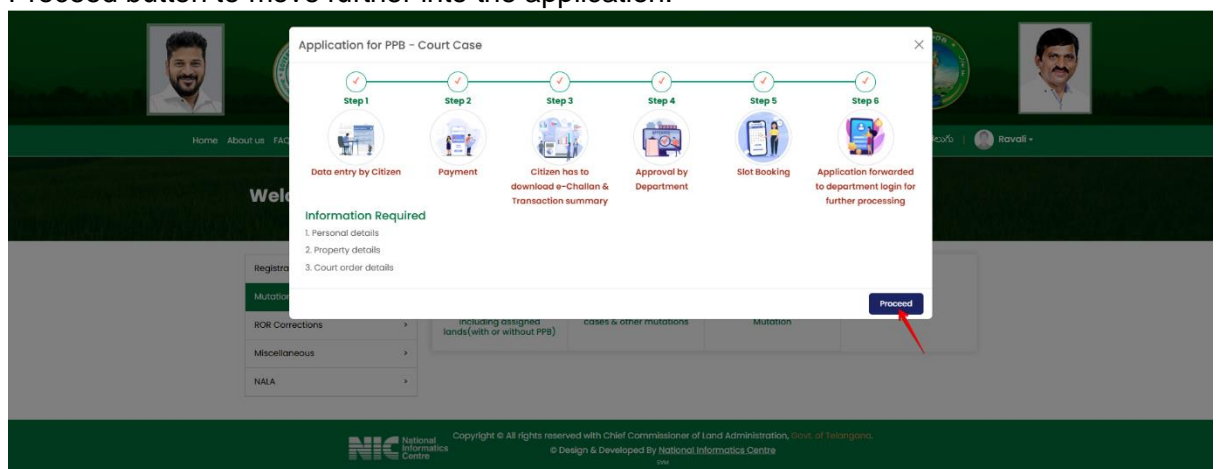 Proceed button to move further into the application.
Application for PPB - Court Case
Step 1 Step 2 Step 3 Step 4 Step 5 Step 6
Data entry by Citizen
Payment
Citizen has to
download e-Challan &
Transaction summary
Approval by
Department
Slot Booking
Application forwarded
to department login for
further processing
Information Required
1. Personal details
2. Property details
3. Court order details
Proceed
Home About us FAQ
Ravali
Welc
Registra
Mutation
ROR Corrections
Miscellaneous
NALA
including assigned
lands(with or without PPB)
cases & other mutations
Mutation
NIC National
Informatics
Centre
Copyright © All rights reserved with Chief Commissioner of Land Administration, Govt. of Telangana.
© Design & Developed By National Informatics Centre